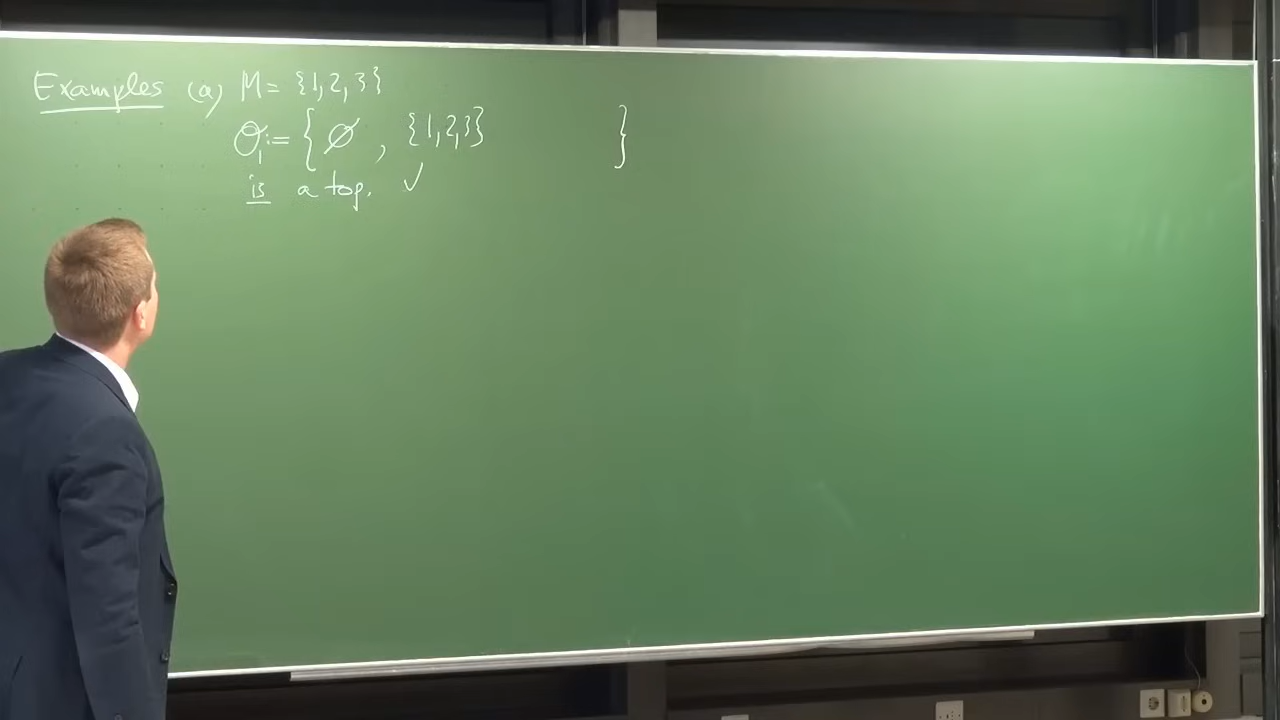 Examples (a) M = {1,2,3}
O₁ := {∅, {1,2,3} }
is a top. ✓